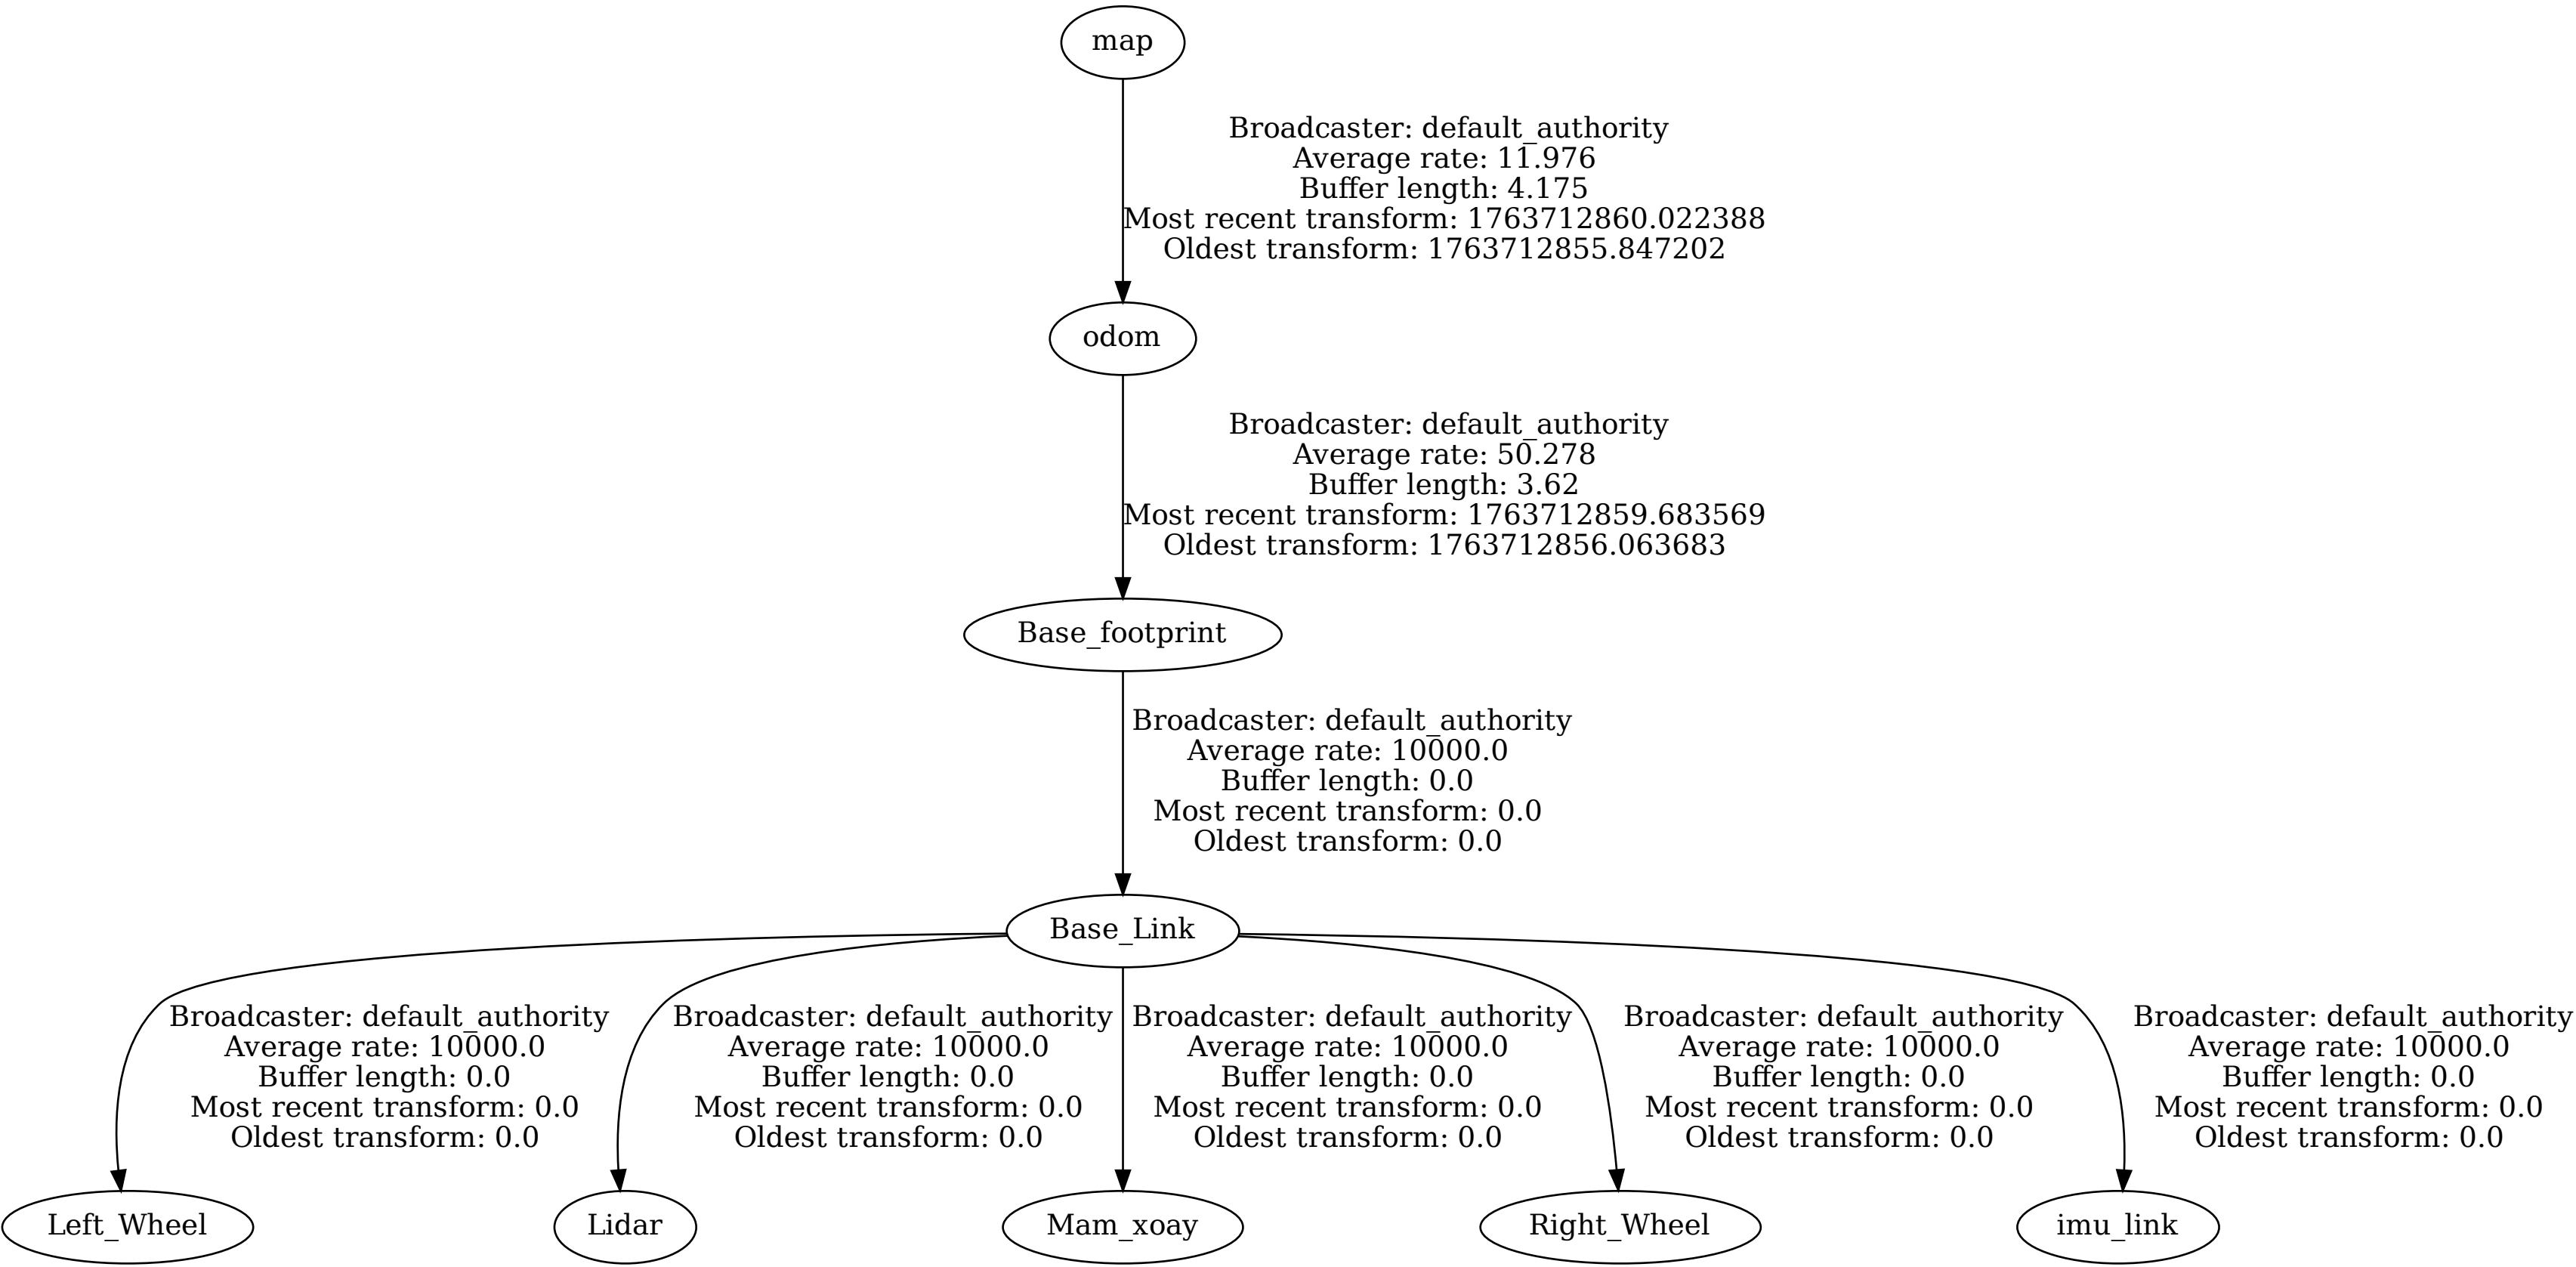 map
Broadcaster: default_authority
Average rate: 11.976
Buffer length: 4.175
Most recent transform: 1763712860.022388
Oldest transform: 1763712855.847202
odom
Broadcaster: default_authority
Average rate: 50.278
Buffer length: 3.62
Most recent transform: 1763712859.683569
Oldest transform: 1763712856.063683
Base_footprint
Broadcaster: default_authority
Average rate: 10000.0
Buffer length: 0.0
Most recent transform: 0.0
Oldest transform: 0.0
Base_Link
Broadcaster: default_authority
Average rate: 10000.0
Buffer length: 0.0
Most recent transform: 0.0
Oldest transform: 0.0
Broadcaster: default_authority
Average rate: 10000.0
Buffer length: 0.0
Most recent transform: 0.0
Oldest transform: 0.0
Broadcaster: default_authority
Average rate: 10000.0
Buffer length: 0.0
Most recent transform: 0.0
Oldest transform: 0.0
Broadcaster: default_authority
Average rate: 10000.0
Buffer length: 0.0
Most recent transform: 0.0
Oldest transform: 0.0
Broadcaster: default_authority
Average rate: 10000.0
Buffer length: 0.0
Most recent transform: 0.0
Oldest transform: 0.0
Left_Wheel
Lidar
Mam_xoay
Right_Wheel
imu_link